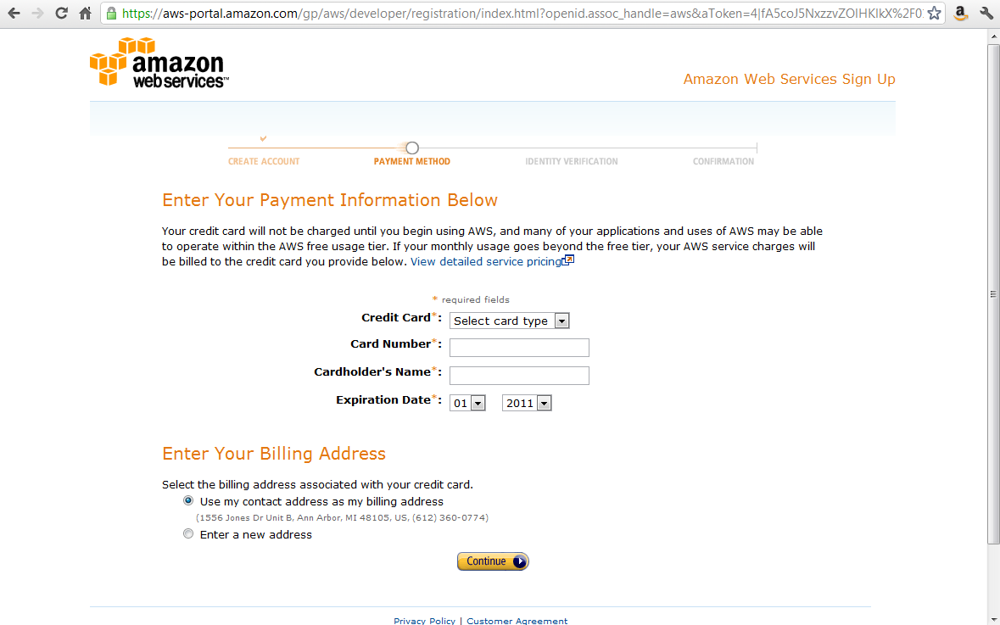 https://aws-portal.amazon.com/gp/aws/developer/registration/index.html?openid.assoc_handle=aws&aToken=4|fA5coJ5NxzzvZOlHKlkX%2F0
amazon
webservices™
Amazon Web Services Sign Up
CREATE ACCOUNT PAYMENT METHOD IDENTITY VERIFICATION CONFIRMATION
Enter Your Payment Information Below
Your credit card will not be charged until you begin using AWS, and many of your applications and uses of AWS may be able
to operate within the AWS free usage tier. If your monthly usage goes beyond the free tier, your AWS service charges will
be billed to the credit card you provide below. View detailed service pricing
* required fields
Credit Card*: Select card type
Card Number*:
Cardholder's Name*:
Expiration Date*: 01 2011
Enter Your Billing Address
Select the billing address associated with your credit card.
Use my contact address as my billing address
(1556 Jones Dr Unit B, Ann Arbor, MI 48105, US, (612) 360-0774)
Enter a new address
Continue
Privacy Policy | Customer Agreement